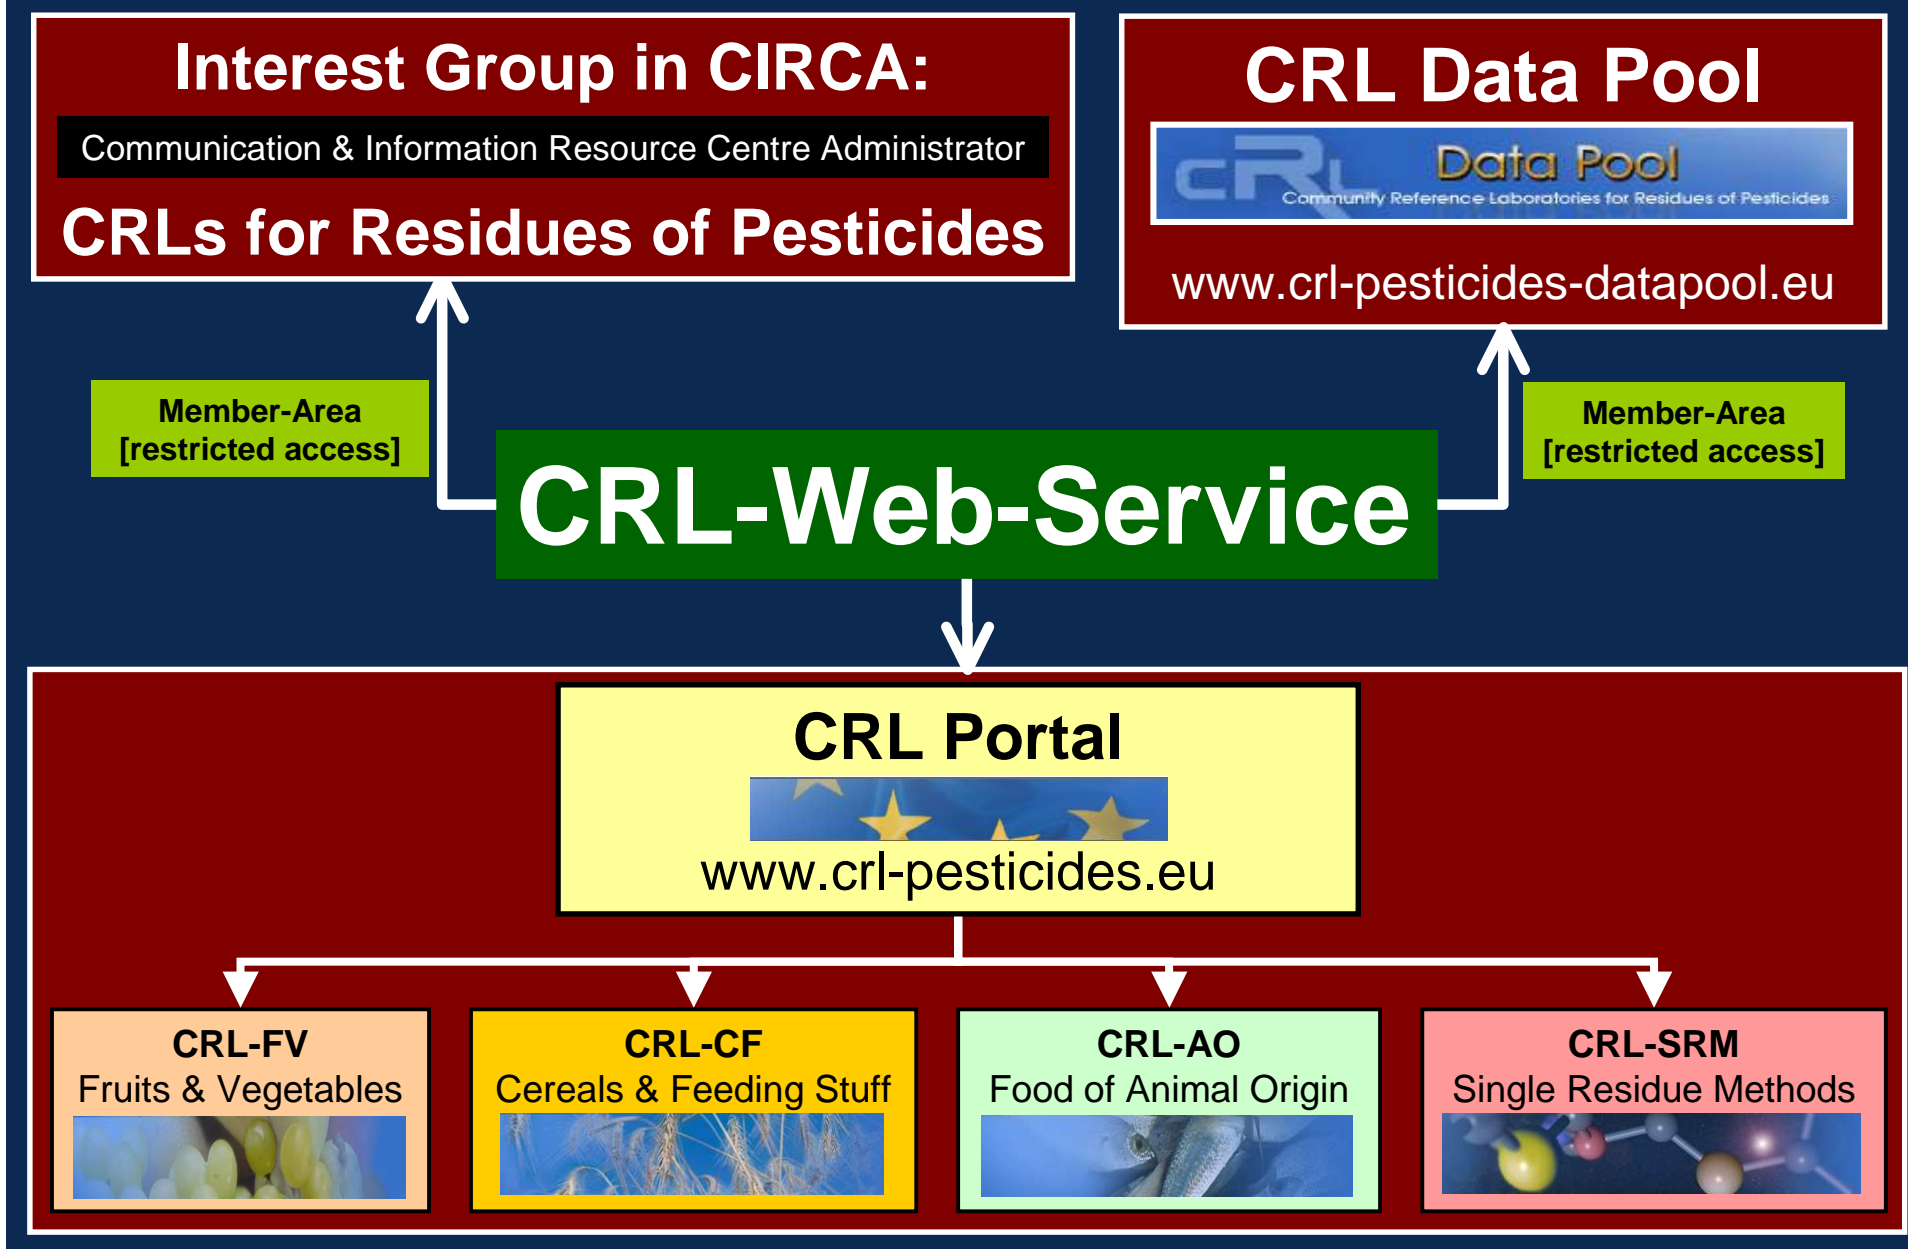 Interest Group in CIRCA:
Communication & Information Resource Centre Administrator
CRLs for Residues of Pesticides
CRL Data Pool
CRL
Data Pool
Community Reference Laboratories for Residues of Pesticides
www.crl-pesticides-datapool.eu
Member-Area
[restricted access]
Member-Area
[restricted access]
CRL-Web-Service
CRL Portal
www.crl-pesticides.eu
CRL-FV
Fruits & Vegetables
CRL-CF
Cereals & Feeding Stuff
CRL-AO
Food of Animal Origin
CRL-SRM
Single Residue Methods